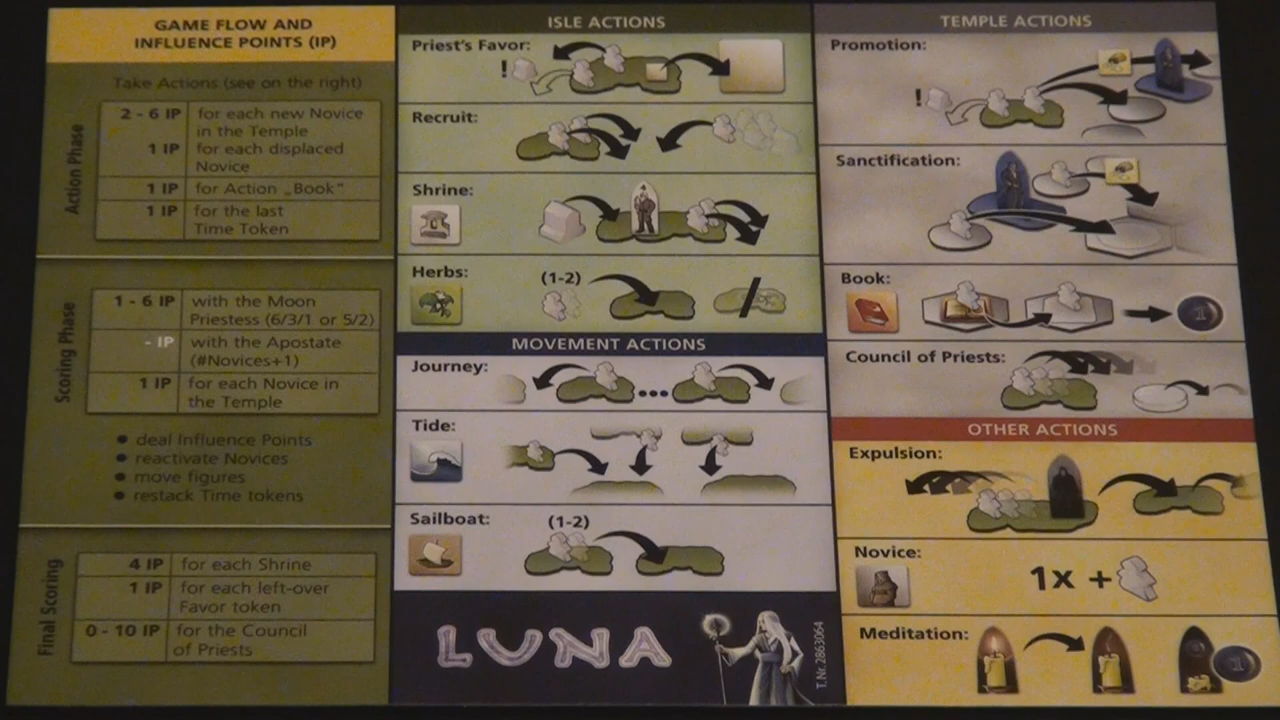 GAME FLOW AND
INFLUENCE POINTS (IP)
Take Actions (see on the right)
Action Phase
2 - 6 IP for each new Novice
in the Temple
1 IP for each displaced
Novice
1 IP for Action „Book"
1 IP for the last
Time Token
Scoring Phase
1 - 6 IP with the Moon
Priestess (6/3/1 or 5/2)
- IP with the Apostate
(#Novices+1)
1 IP for each Novice in
the Temple
• deal Influence Points
• reactivate Novices
• move figures
• restack Time tokens
Final Scoring
4 IP for each Shrine
1 IP for each left-over
Favor token
0 - 10 IP for the Council
of Priests
ISLE ACTIONS
Priest's Favor:
!
Recruit:
Shrine:
Herbs:
(1-2)
MOVEMENT ACTIONS
Journey:
Tide:
Sailboat:
(1-2)
LUNA
T.Nr. 2863064
TEMPLE ACTIONS
Promotion:
!
Sanctification:
Book:
1
Council of Priests:
OTHER ACTIONS
Expulsion:
Novice:
1x +
Meditation:
1